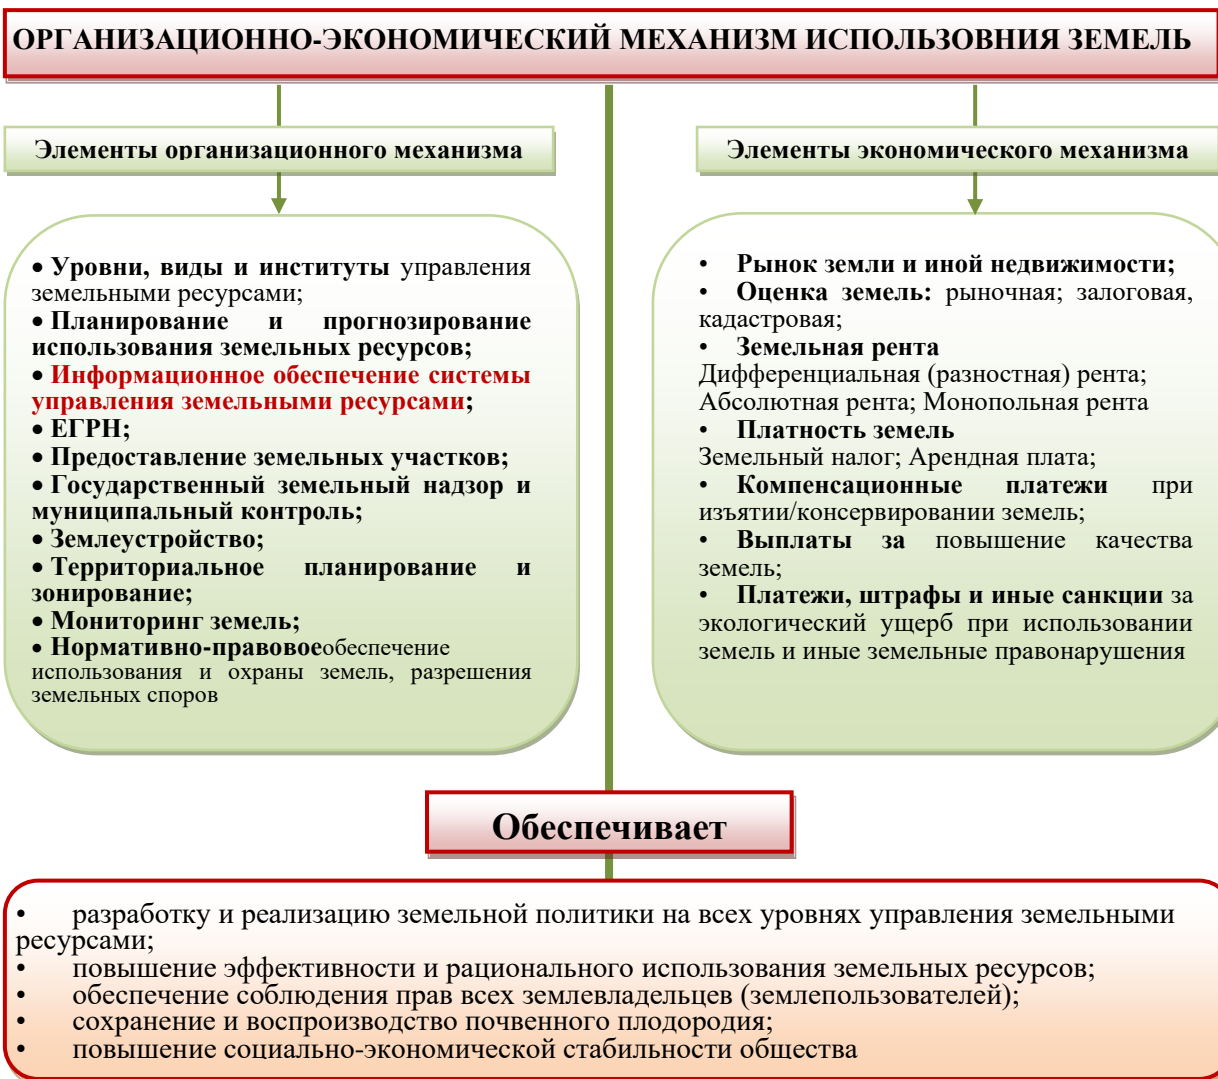 ОРГАНИЗАЦИОННО-ЭКОНОМИЧЕСКИЙ МЕХАНИЗМ ИСПОЛЬЗОВНИЯ ЗЕМЕЛЬ
Элементы организационного механизма
• Уровни, виды и институты управления
земельными ресурсами;
• Планирование и прогнозирование
использования земельных ресурсов;
• Информационное обеспечение системы
управления земельными ресурсами;
• ЕГРН;
• Предоставление земельных участков;
• Государственный земельный надзор и
муниципальный контроль;
• Землеустройство;
• Территориальное планирование и
зонирование;
• Мониторинг земель;
• Нормативно-правовоеобеспечение
использования и охраны земель, разрешения
земельных споров
Элементы экономического механизма
• Рынок земли и иной недвижимости;
• Оценка земель: рыночная; залоговая,
кадастровая;
• Земельная рента
Дифференциальная (разностная) рента;
Абсолютная рента; Монопольная рента
• Платность земель
Земельный налог; Арендная плата;
• Компенсационные платежи при
изъятии/консервировании земель;
• Выплаты за повышение качества
земель;
• Платежи, штрафы и иные санкции за
экологический ущерб при использовании
земель и иные земельные правонарушения
Обеспечивает
• разработку и реализацию земельной политики на всех уровнях управления земельными
ресурсами;
• повышение эффективности и рационального использования земельных ресурсов;
• обеспечение соблюдения прав всех землевладельцев (землепользователей);
• сохранение и воспроизводство почвенного плодородия;
• повышение социально-экономической стабильности общества